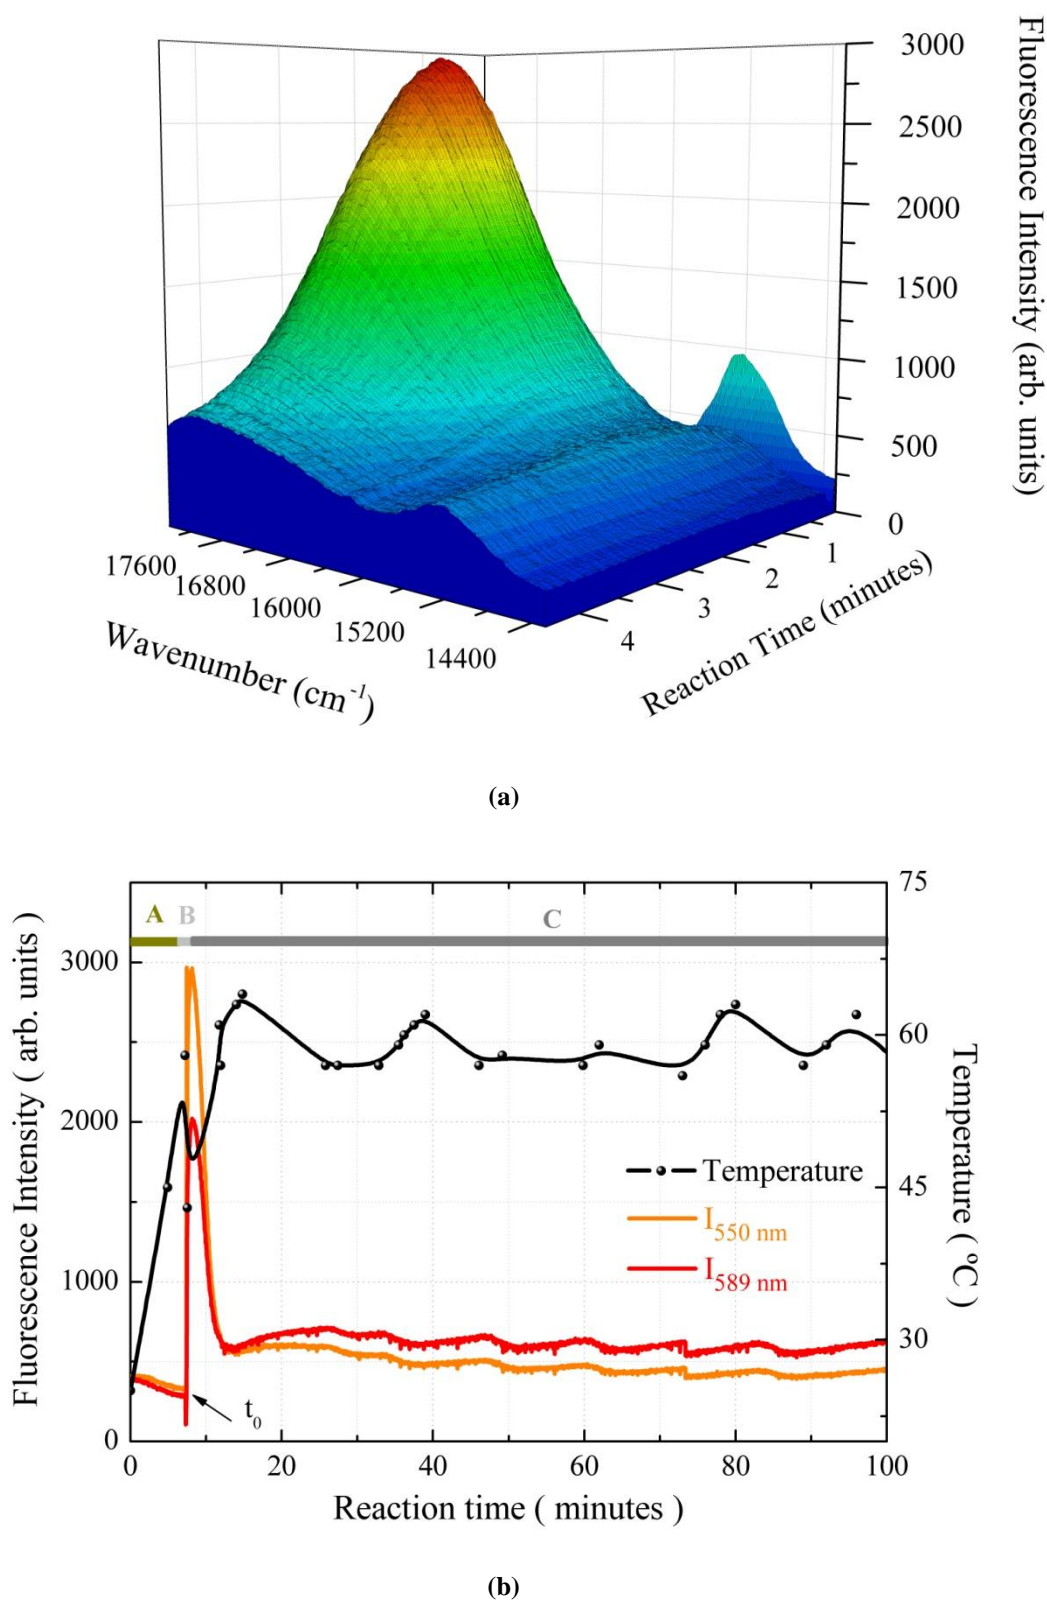 3000
2500
2000
1500
1000
500
0
Fluorescence Intensity (arb. units)
17600
16800
16000
15200
14400
Wavenumber (cm⁻¹)
1
2
3
4
Reaction Time (minutes)
(a)
75
60
45
30
Temperature ( ºC )
A B C
3000
2000
1000
0
Fluorescence Intensity ( arb. units )
Temperature
I550 nm
I589 nm
t0
0 20 40 60 80 100
Reaction time ( minutes )
(b)